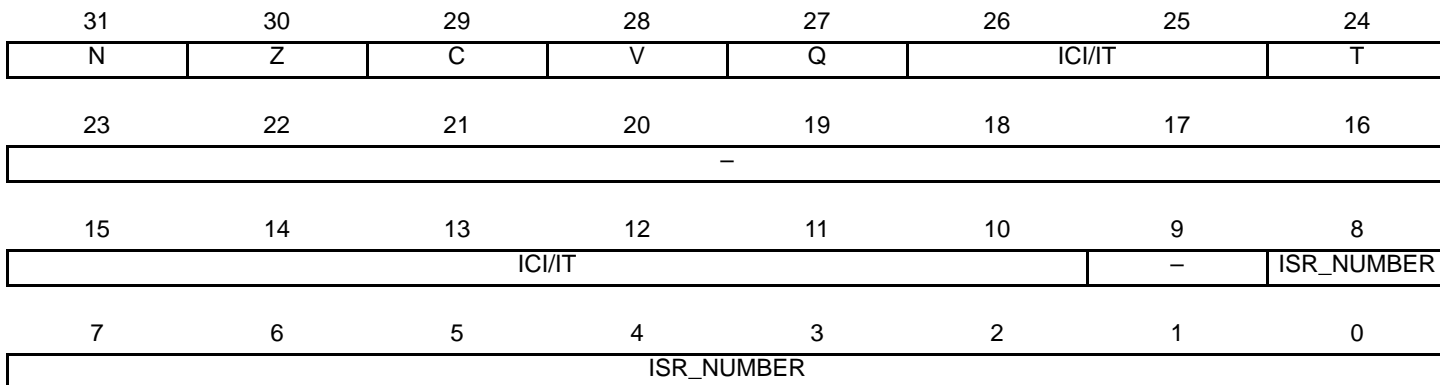 31 30 29 28 27 26 25 24
N Z C V Q ICI/IT T
23 22 21 20 19 18 17 16
–
15 14 13 12 11 10 9 8
ICI/IT – ISR_NUMBER
7 6 5 4 3 2 1 0
ISR_NUMBER